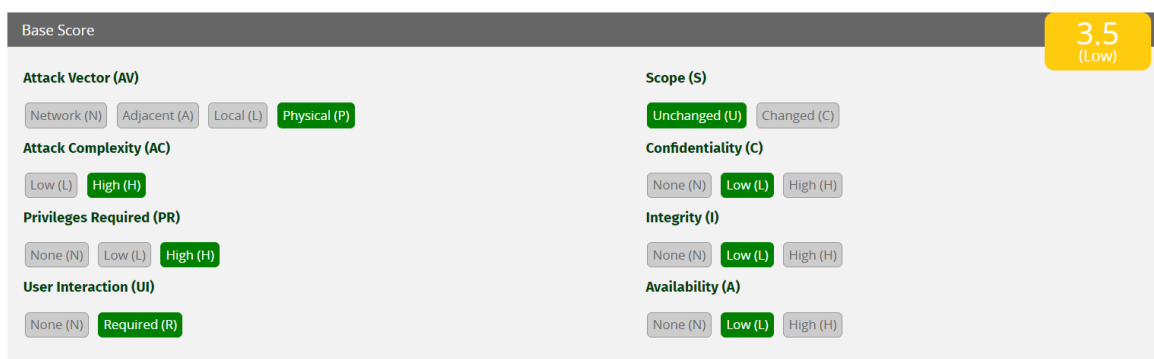 Base Score
3.5
(Low)
Attack Vector (AV)
Network (N) Adjacent (A) Local (L) Physical (P)
Attack Complexity (AC)
Low (L) High (H)
Privileges Required (PR)
None (N) Low (L) High (H)
User Interaction (UI)
None (N) Required (R)
Scope (S)
Unchanged (U) Changed (C)
Confidentiality (C)
None (N) Low (L) High (H)
Integrity (I)
None (N) Low (L) High (H)
Availability (A)
None (N) Low (L) High (H)